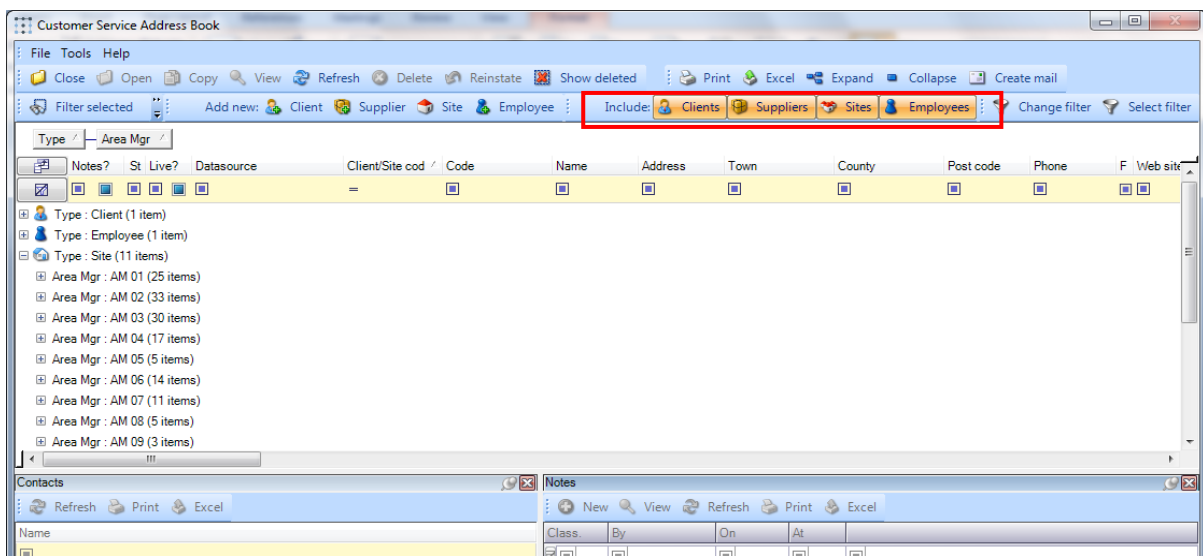 Customer Service Address Book
File Tools Help
Close Open Copy View Refresh Delete Reinstate Show deleted Print Excel Expand Collapse Create mail
Filter selected Add new: Client Supplier Site Employee Include: Clients Suppliers Sites Employees Change filter Select filter
Type Area Mgr
Notes? St Live? Datasource Client/Site cod Code Name Address Town County Post code Phone F Web site
=
Type : Client (1 item)
Type : Employee (1 item)
Type : Site (11 items)
Area Mgr : AM 01 (25 items)
Area Mgr : AM 02 (33 items)
Area Mgr : AM 03 (30 items)
Area Mgr : AM 04 (17 items)
Area Mgr : AM 05 (5 items)
Area Mgr : AM 06 (14 items)
Area Mgr : AM 07 (11 items)
Area Mgr : AM 08 (5 items)
Area Mgr : AM 09 (3 items)
Contacts Notes
Refresh Print Excel New View Refresh Print Excel
Name Class. By On At